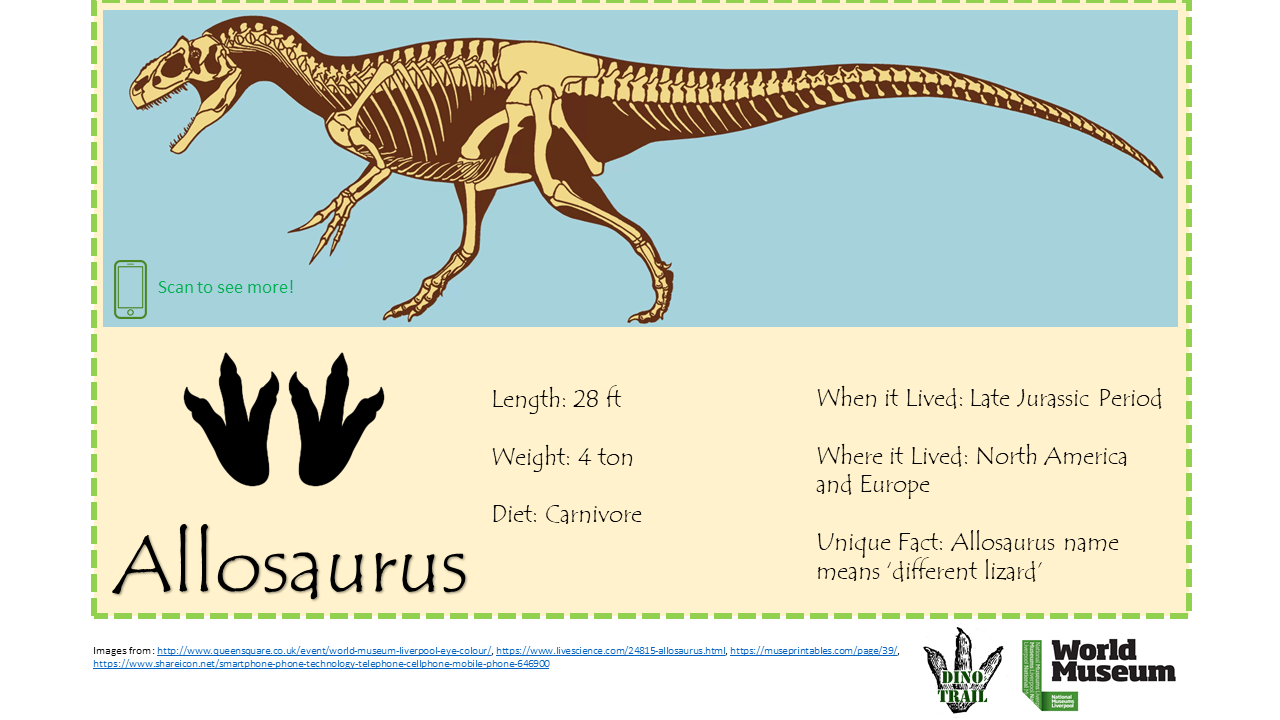 Scan to see more!
Length: 28 ft
Weight: 4 ton
Diet: Carnivore
When it Lived: Late Jurassic Period
Where it Lived: North America
and Europe
Unique Fact: Allosaurus name
means ‘different lizard’
Allosaurus
Images from: http://www.queensquare.co.uk/event/world-museum-liverpool-eye-colour/, https://www.livescience.com/24815-allosaurus.html, https://museprintables.com/page/39/,
https://www.shareicon.net/smartphone-phone-technology-telephone-cellphone-mobile-phone-646900
DINO
TRAIL
World
Museum
National
Museums
Liverpool